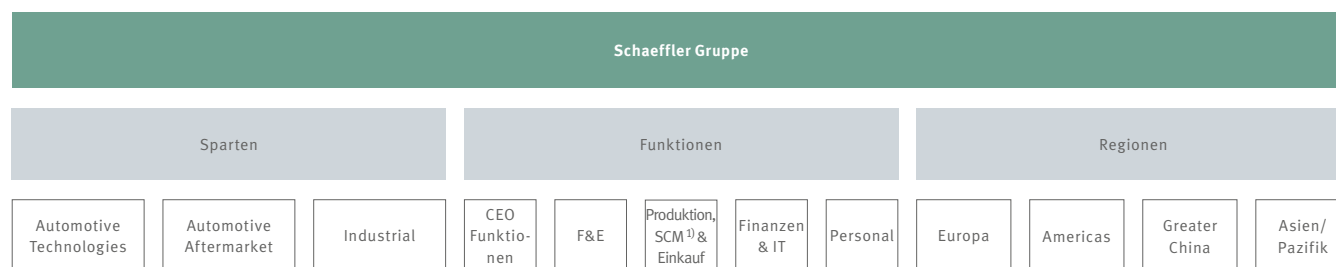 Schaeffler Gruppe
Sparten
Funktionen
Regionen
Automotive
Technologies
Automotive
Aftermarket
Industrial
CEO
Funktio-
nen
F&E
Produktion,
SCM 1) &
Einkauf
Finanzen
& IT
Personal
Europa
Americas
Greater
China
Asien/
Pazifik